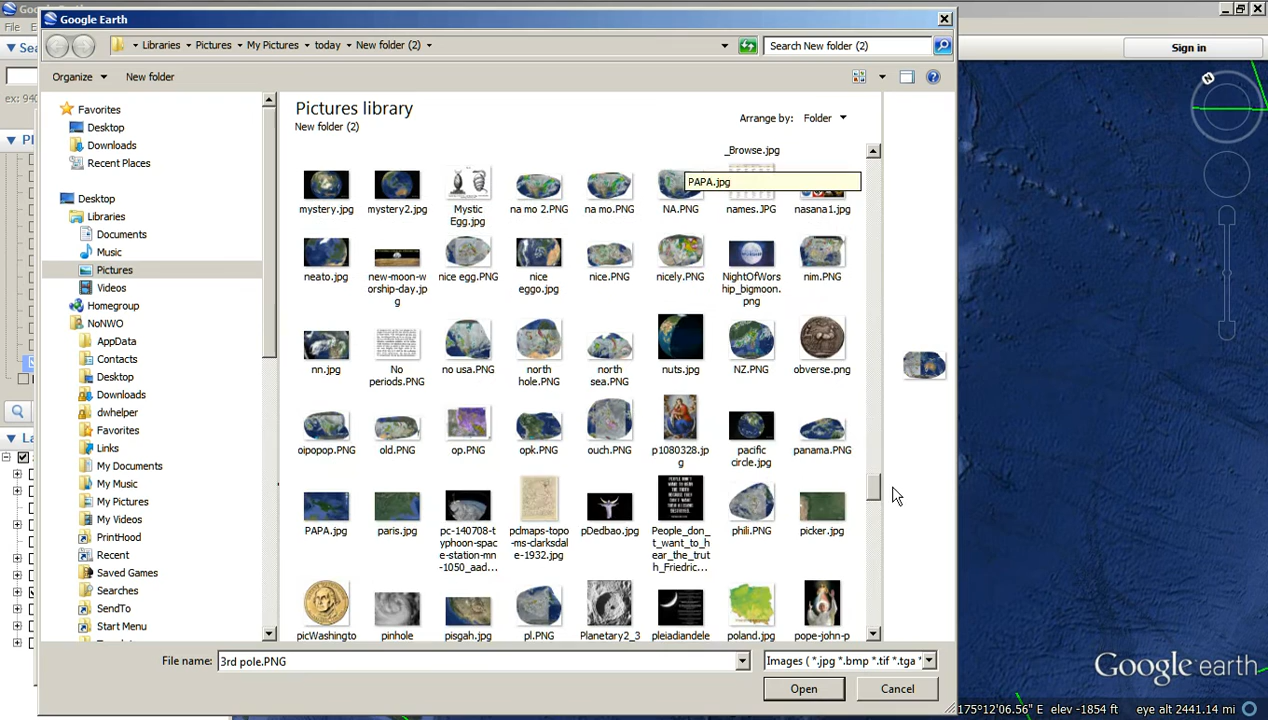 Google Earth
Libraries
Pictures
My Pictures
today
New folder (2)
Search New folder (2)
Organize
New folder
Sign in
Favorites
Desktop
Downloads
Recent Places
Desktop
Libraries
Documents
Music
Pictures
Videos
Homegroup
NoNWO
AppData
Contacts
Desktop
Downloads
dwhelper
Favorites
Links
My Documents
My Music
My Pictures
My Videos
PrintHood
Recent
Saved Games
Searches
SendTo
Start Menu
Pictures library
New folder (2)
Arrange by: Folder
_Browse.jpg
PAPA.jpg
mystery.jpg
mystery2.jpg
Mystic
Egg.jpg
na mo 2.PNG
na mo.PNG
NA.PNG
names.JPG
nasana1.jpg
neato.jpg
new-moon-w
orship-day.jp
g
nice egg.PNG
nice
eggo.jpg
nice.PNG
nicely.PNG
NightOfWors
hip_bigmoon.
png
nim.PNG
nn.jpg
No
periods.PNG
no usa.PNG
north
hole.PNG
north
sea.PNG
nuts.jpg
NZ.PNG
obverse.png
oipopop.PNG
old.PNG
op.PNG
opk.PNG
ouch.PNG
p1080328.jp
g
pacific
circle.jpg
panama.PNG
PAPA.jpg
paris.jpg
pc-140708-t
yphoon-spac
e-station-mn
-1050_aad...
pdmaps-topo
-ms-darksdal
e-1932.jpg
pDedbao.jpg
People_don_
t_want_to_h
ear_the_trut
h_Friedric...
phili.PNG
picker.jpg
picWashingto
pinhole
pisgah.jpg
pl.PNG
Planetary2_3
pleiadiandele
poland.jpg
pope-john-p
File name: 3rd pole.PNG
Images ( *.jpg *.bmp *.tif *.tga *
Open
Cancel
N
Google earth
175°12'06.56" E elev -1854 ft eye alt 2441.14 mi